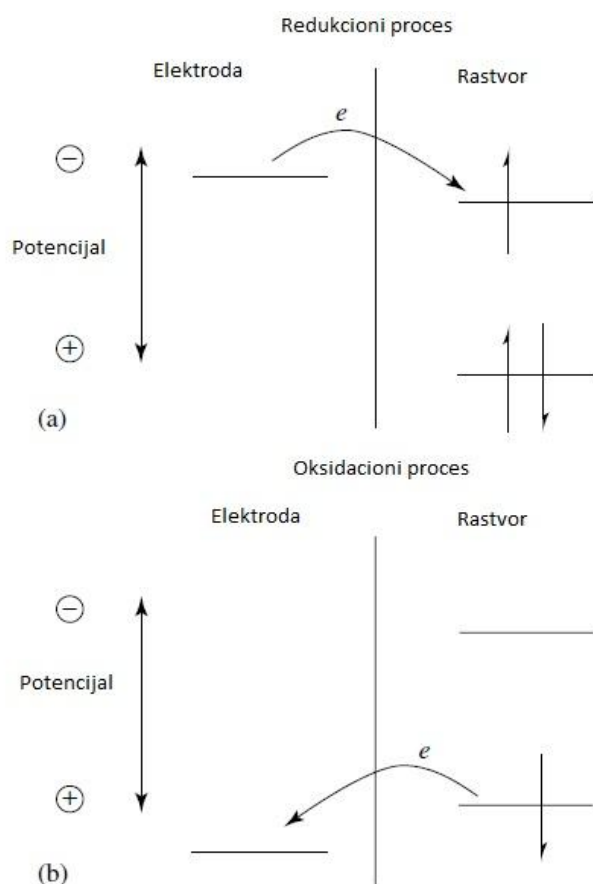 Redukcioni proces
Elektroda Rastvor
e
−
Potencijal
+
(a)
Oksidacioni proces
Elektroda Rastvor
−
Potencijal
e
+
(b)